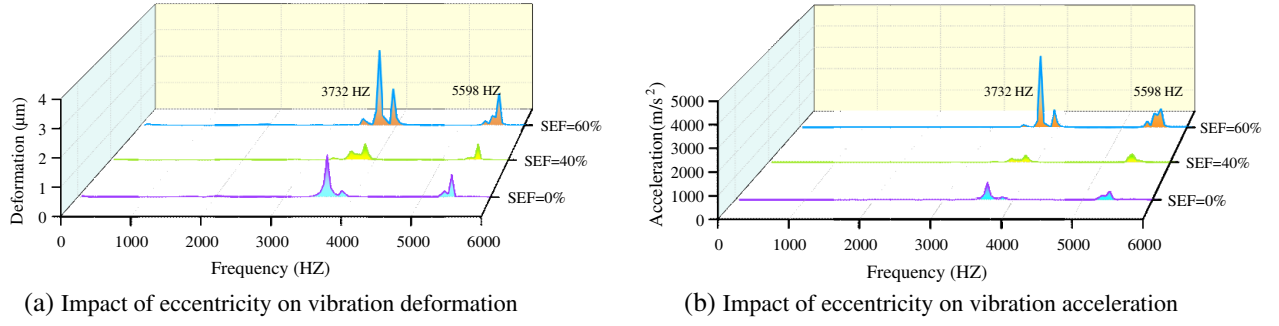 Deformation (μm)
4
3
2
1
0
3732 HZ
5598 HZ
SEF=60%
SEF=40%
SEF=0%
0 1000 2000 3000 4000 5000 6000
Frequency (HZ)
(a) Impact of eccentricity on vibration deformation
Acceleration(m/s²)
5000
4000
3000
2000
1000
0
3732 HZ
5598 HZ
SEF=60%
SEF=40%
SEF=0%
0 1000 2000 3000 4000 5000 6000
Frequency (HZ)
(b) Impact of eccentricity on vibration acceleration